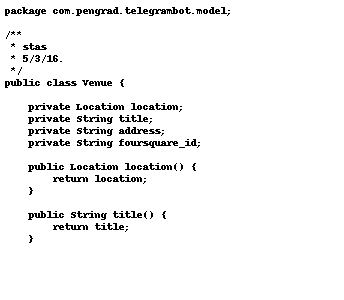 package com.pengrad.telegrambot.model;

/**
 * stas
 * 5/3/16.
 */
public class Venue {

    private Location location;
    private String title;
    private String address;
    private String foursquare_id;

    public Location location() {
        return location;
    }

    public String title() {
        return title;
    }